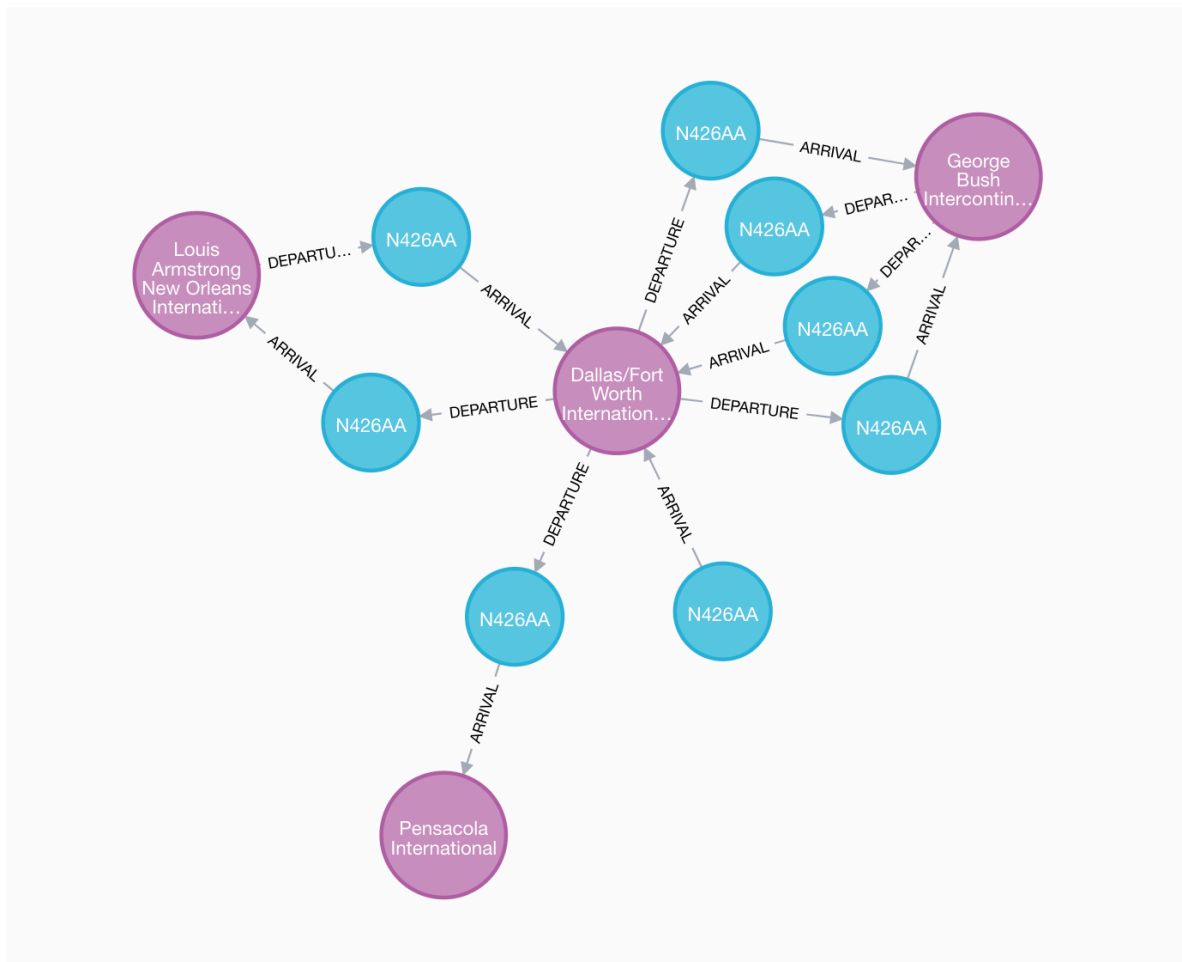 N426AA
ARRIVAL
George
Bush
Intercontin…
DEPAR…
N426AA
N426AA
Louis
Armstrong
New Orleans
Internati…
DEPARTU…
DEPARTURE
DEPAR…
ARRIVAL
ARRIVAL
N426AA
ARRIVAL
ARRIVAL
ARRIVAL
Dallas/Fort
Worth
Internation…
DEPARTURE
DEPARTURE
N426AA
N426AA
DEPARTURE
ARRIVAL
N426AA
N426AA
ARRIVAL
Pensacola
International